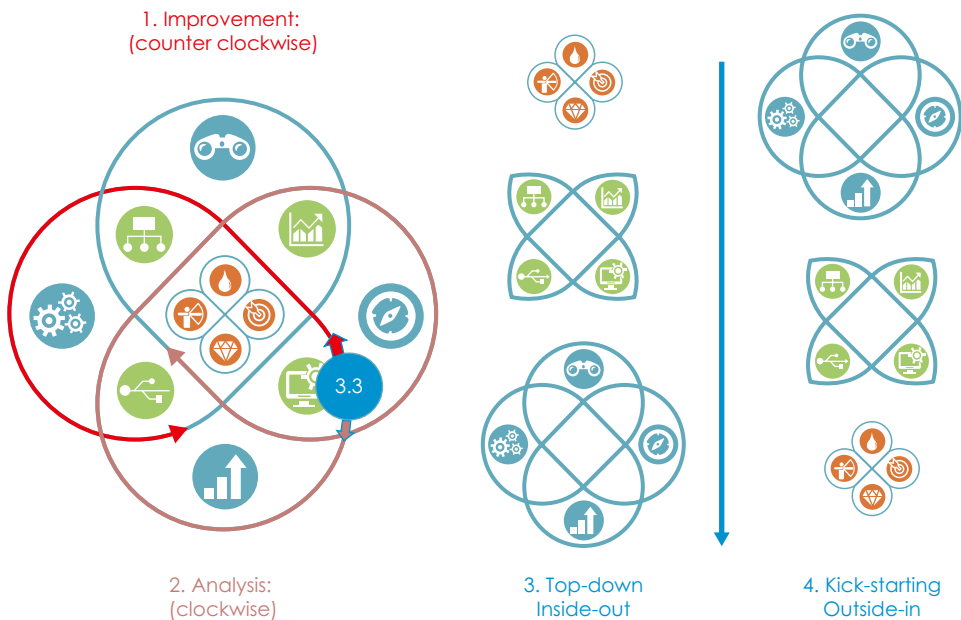 1. Improvement:
(counter clockwise)
3.3
2. Analysis:
(clockwise)
3. Top-down
Inside-out
4. Kick-starting
Outside-in